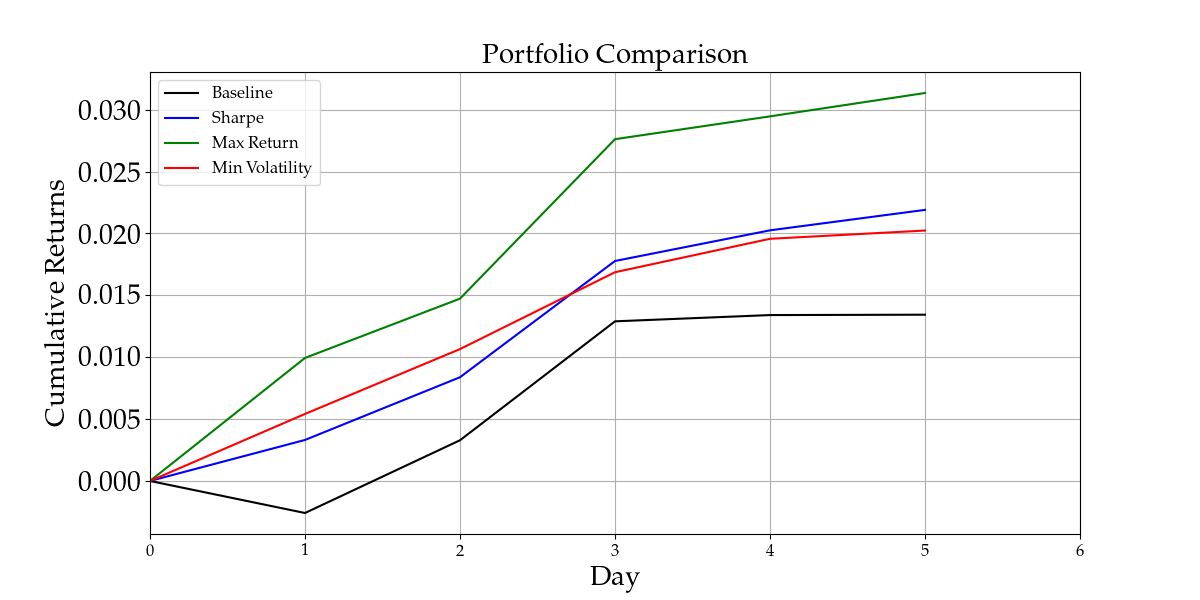 Portfolio Comparison
Baseline
Sharpe
Max Return
Min Volatility
Cumulative Returns
0.030
0.025
0.020
0.015
0.010
0.005
0.000
0 1 2 3 4 5 6
Day